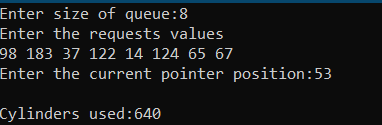 Enter size of queue:8
Enter the requests values
98 183 37 122 14 124 65 67
Enter the current pointer position:53
Cylinders used:640